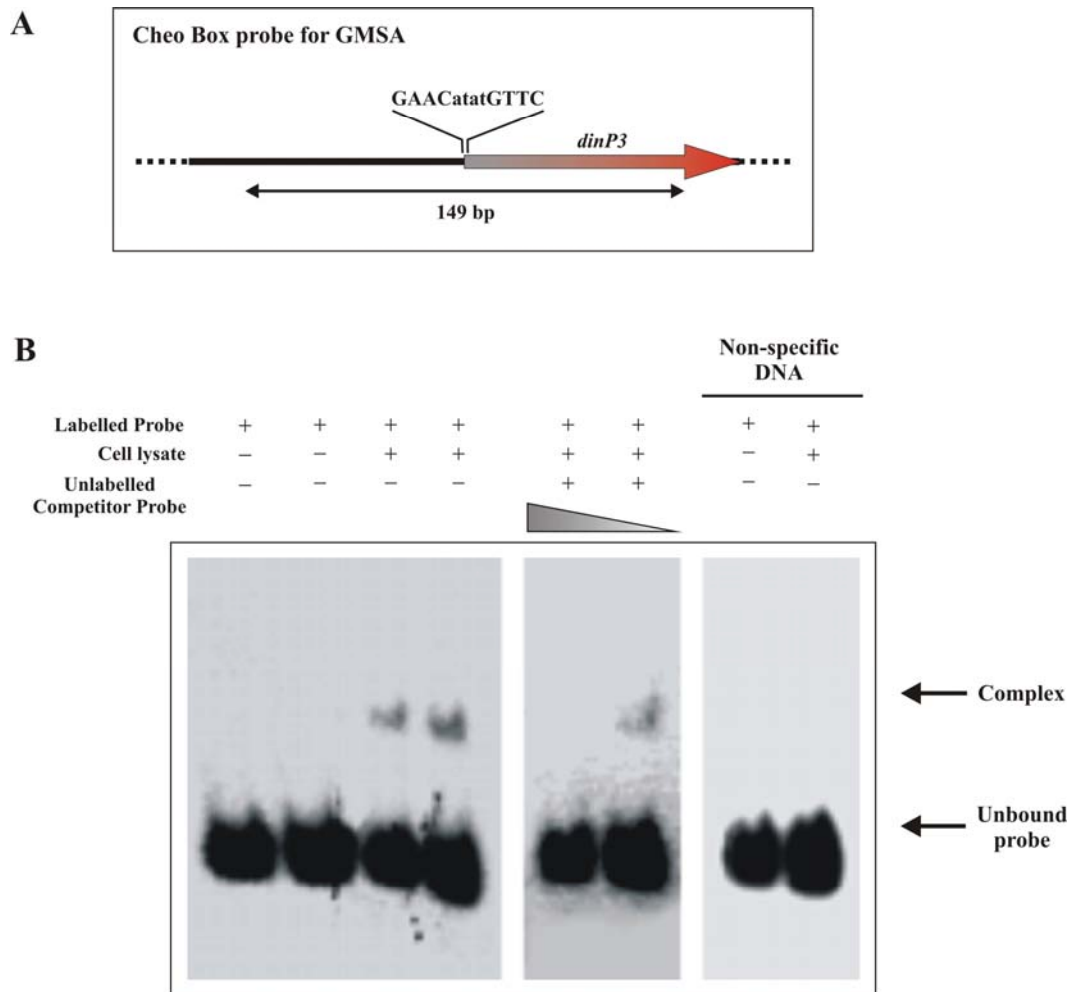 A
Cheo Box probe for GMSA
GAACatatGTTC
dinP3
149 bp
B
Non-specific
DNA
Labelled Probe + + + + + + + +
Cell lysate – – + + + + – +
Unlabelled – – – – + + – –
Competitor Probe
Complex
Unbound
probe